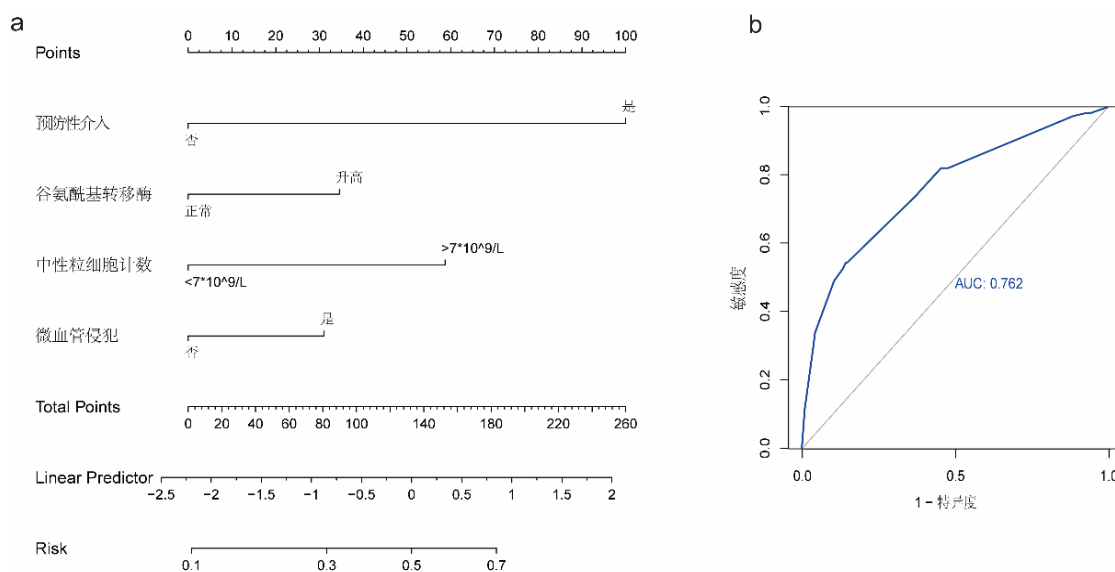 a
Points
0 10 20 30 40 50 60 70 80 90 100
预防性介入
否
是
谷氨酰基转移酶
正常
升高
中性粒细胞计数
<7*10^9/L
>7*10^9/L
微血管侵犯
否
是
Total Points
0 20 40 60 80 100 120 140 160 180 200 220 240 260
Linear Predictor
−2.5 −2 −1.5 −1 −0.5 0 0.5 1 1.5 2
Risk
0.1 0.3 0.5 0.7
b
敏感度
1.0
0.8
0.6
0.4
0.2
0.0
AUC: 0.762
0.0 0.5 1.0
1 − 特异度